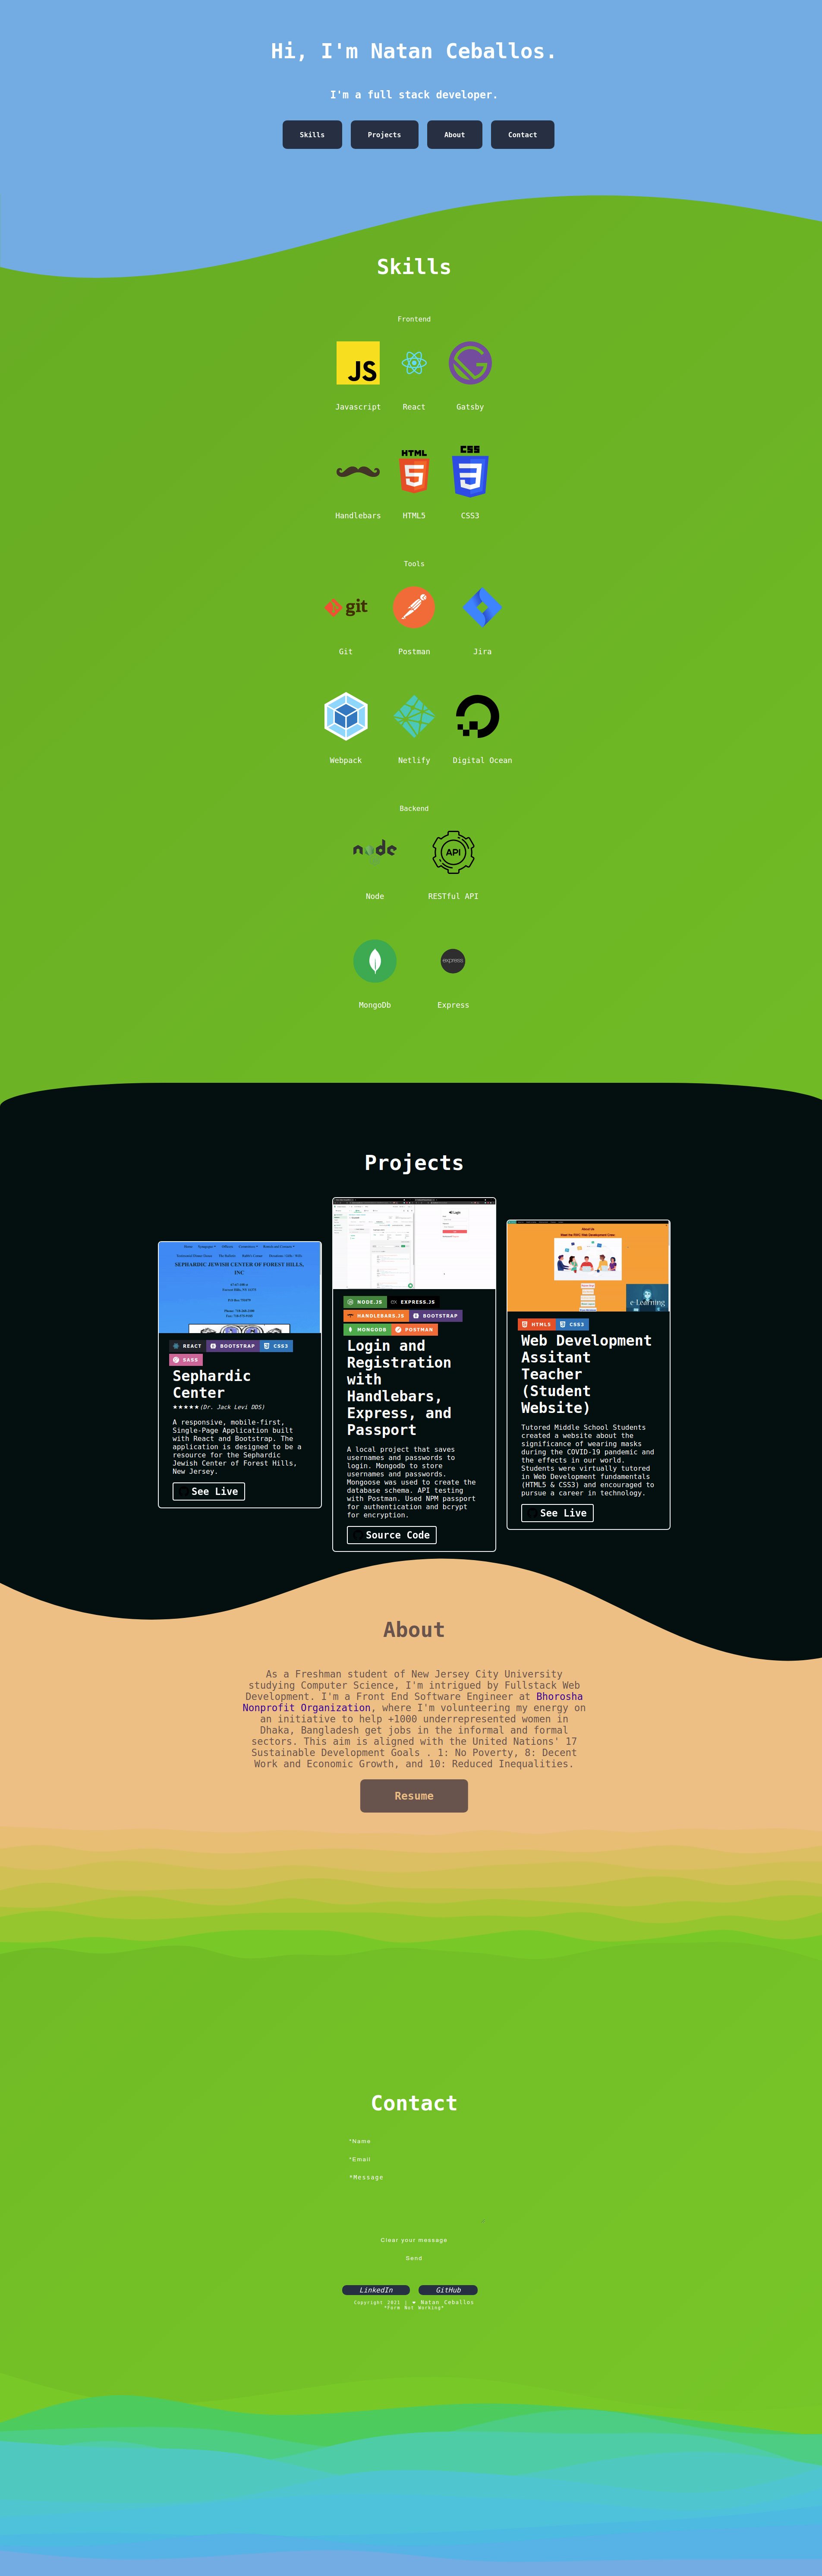 Hi, I'm Natan Ceballos.
I'm a full stack developer.
Skills Projects About Contact
Skills
Frontend
JS
Javascript React Gatsby
HTML
CSS
Handlebars HTML5 CSS3
Tools
git
Git Postman Jira
Webpack Netlify Digital Ocean
Backend
node
API
Node RESTful API
express
MongoDb Express
Projects
SEPHARDIC JEWISH CENTER OF FOREST HILLS,
INC
REACT BOOTSTRAP CSS3
SASS
Sephardic
Center
★★★★★(Dr. Jack Levi DDS)
A responsive, mobile-first,
Single-Page Application built
with React and Bootstrap. The
application is designed to be a
resource for the Sephardic
Jewish Center of Forest Hills,
New Jersey.
See Live
Login
NODE.JS EX EXPRESS.JS
HANDLEBARS.JS BOOTSTRAP
MONGODB POSTMAN
Login and
Registration
with
Handlebars,
Express, and
Passport
A local project that saves
usernames and passwords to
login. Mongodb to store
usernames and passwords.
Mongoose was used to create the
database schema. API testing
with Postman. Used NPM passport
for authentication and bcrypt
for encryption.
Source Code
About Us
e-Learning
HTML5 CSS3
Web Development
Assitant
Teacher
(Student
Website)
Tutored Middle School Students
created a website about the
significance of wearing masks
during the COVID-19 pandemic and
the effects in our world.
Students were virtually tutored
in Web Development fundamentals
(HTML5 & CSS3) and encouraged to
pursue a career in technology.
See Live
About
As a Freshman student of New Jersey City University
studying Computer Science, I'm intrigued by Fullstack Web
Development. I'm a Front End Software Engineer at Bhorosha
Nonprofit Organization, where I'm volunteering my energy on
an initiative to help +1000 underrepresented women in
Dhaka, Bangladesh get jobs in the informal and formal
sectors. This aim is aligned with the United Nations' 17
Sustainable Development Goals . 1: No Poverty, 8: Decent
Work and Economic Growth, and 10: Reduced Inequalities.
Resume
Contact
*Name
*Email
*Message
Clear your message
Send
LinkedIn GitHub
Copyright 2021 | ❤ Natan Ceballos
*Form Not Working*